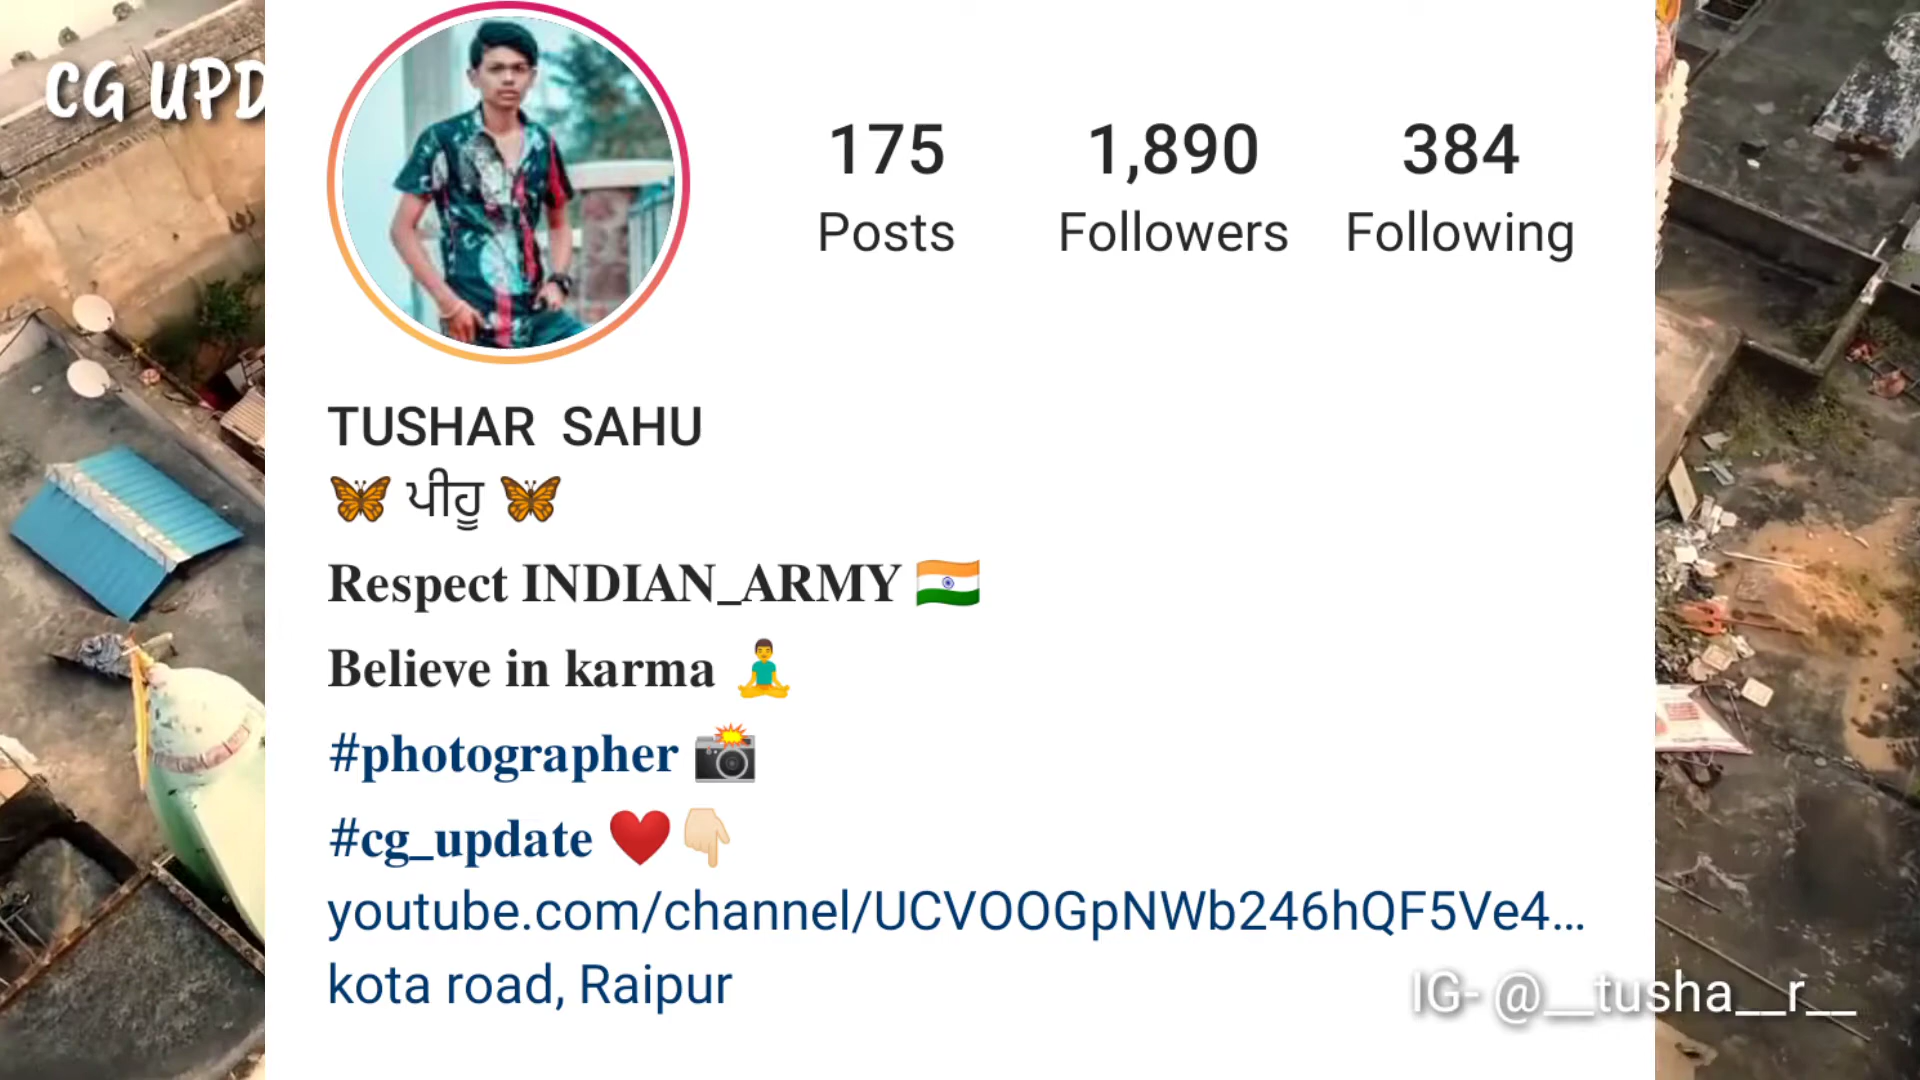 CG UPD
175 1,890 384
Posts Followers Following
TUSHAR SAHU
🦋 ਪੀਹੂ 🦋
Respect INDIAN_ARMY 🇮🇳
Believe in karma 🧘‍♂️
#photographer 📸
#cg_update ❤️👇🏻
youtube.com/channel/UCVOOGpNWb246hQF5Ve4...
kota road, Raipur
IG- @__tusha__r__